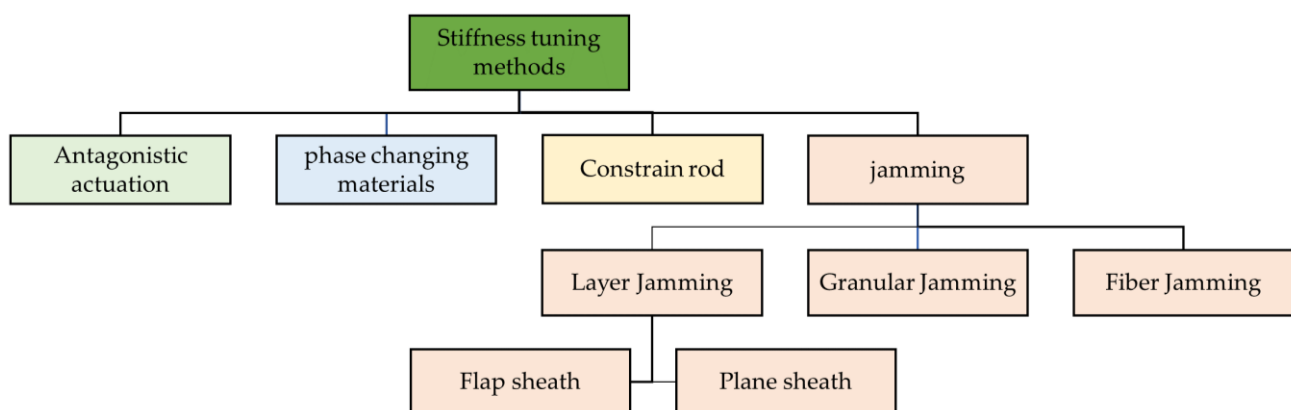 Stiffness tuning
methods
Antagonistic
actuation
phase changing
materials
Constrain rod
jamming
Layer Jamming
Granular Jamming
Fiber Jamming
Flap sheath
Plane sheath